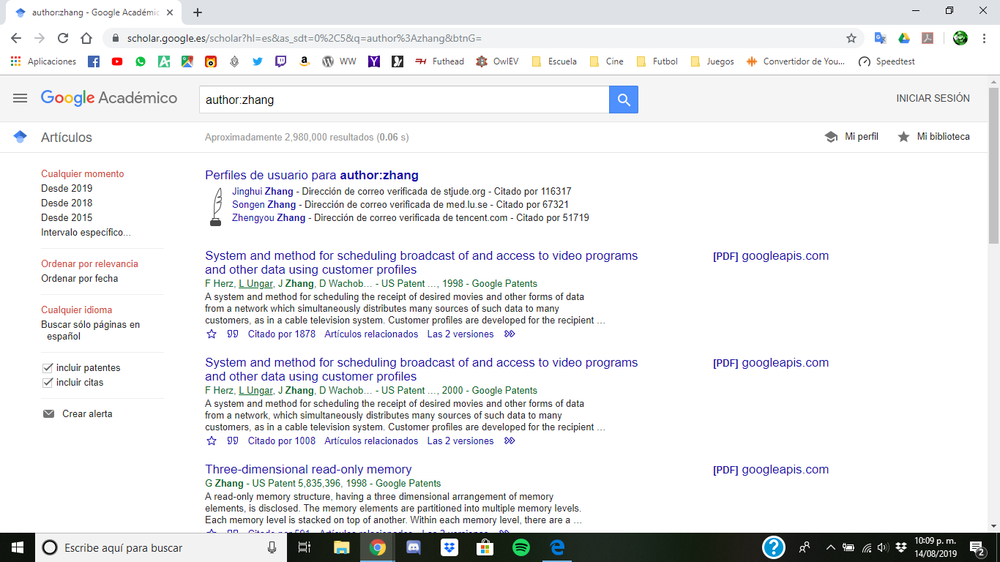 author:zhang - Google Académic
scholar.google.es/scholar?hl=es&as_sdt=0%2C5&q=author%3Azhang&btnG=
Aplicaciones WW Futhead OwlEV Escuela Cine Futbol Juegos Convertidor de You... Speedtest
Google Académico author:zhang INICIAR SESIÓN
Artículos Aproximadamente 2,980,000 resultados (0.06 s) Mi perfil Mi biblioteca
Cualquier momento
Desde 2019
Desde 2018
Desde 2015
Intervalo específico...
Ordenar por relevancia
Ordenar por fecha
Cualquier idioma
Buscar sólo páginas en
español
incluir patentes
incluir citas
Crear alerta
Perfiles de usuario para author:zhang
Jinghui Zhang - Dirección de correo verificada de stjude.org - Citado por 116317
Songen Zhang - Dirección de correo verificada de med.lu.se - Citado por 67321
Zhengyou Zhang - Dirección de correo verificada de tencent.com - Citado por 51719
System and method for scheduling broadcast of and access to video programs [PDF] googleapis.com
and other data using customer profiles
F Herz, L Ungar, J Zhang, D Wachob... - US Patent ..., 1998 - Google Patents
A system and method for scheduling the receipt of desired movies and other forms of data
from a network which simultaneously distributes many sources of such data to many
customers, as in a cable television system. Customer profiles are developed for the recipient ...
Citado por 1878 Artículos relacionados Las 2 versiones
System and method for scheduling broadcast of and access to video programs [PDF] googleapis.com
and other data using customer profiles
F Herz, L Ungar, J Zhang, D Wachob... - US Patent ..., 2000 - Google Patents
A system and method for scheduling the receipt of desired movies and other forms of data
from a network, which simultaneously distributes many sources of such data to many
customers, as in a cable television system. Customer profiles are developed for the recipient ...
Citado por 1008 Artículos relacionados Las 2 versiones
Three-dimensional read-only memory [PDF] googleapis.com
G Zhang - US Patent 5,835,396, 1998 - Google Patents
A read-only memory structure, having a three dimensional arrangement of memory
elements, is disclosed. The memory elements are partitioned into multiple memory levels.
Each memory level is stacked on top of another. Within each memory level, there are a ...
Citado por 591 Artículos relacionados Las 2 versiones
Escribe aquí para buscar
10:09 p. m.
14/08/2019
2